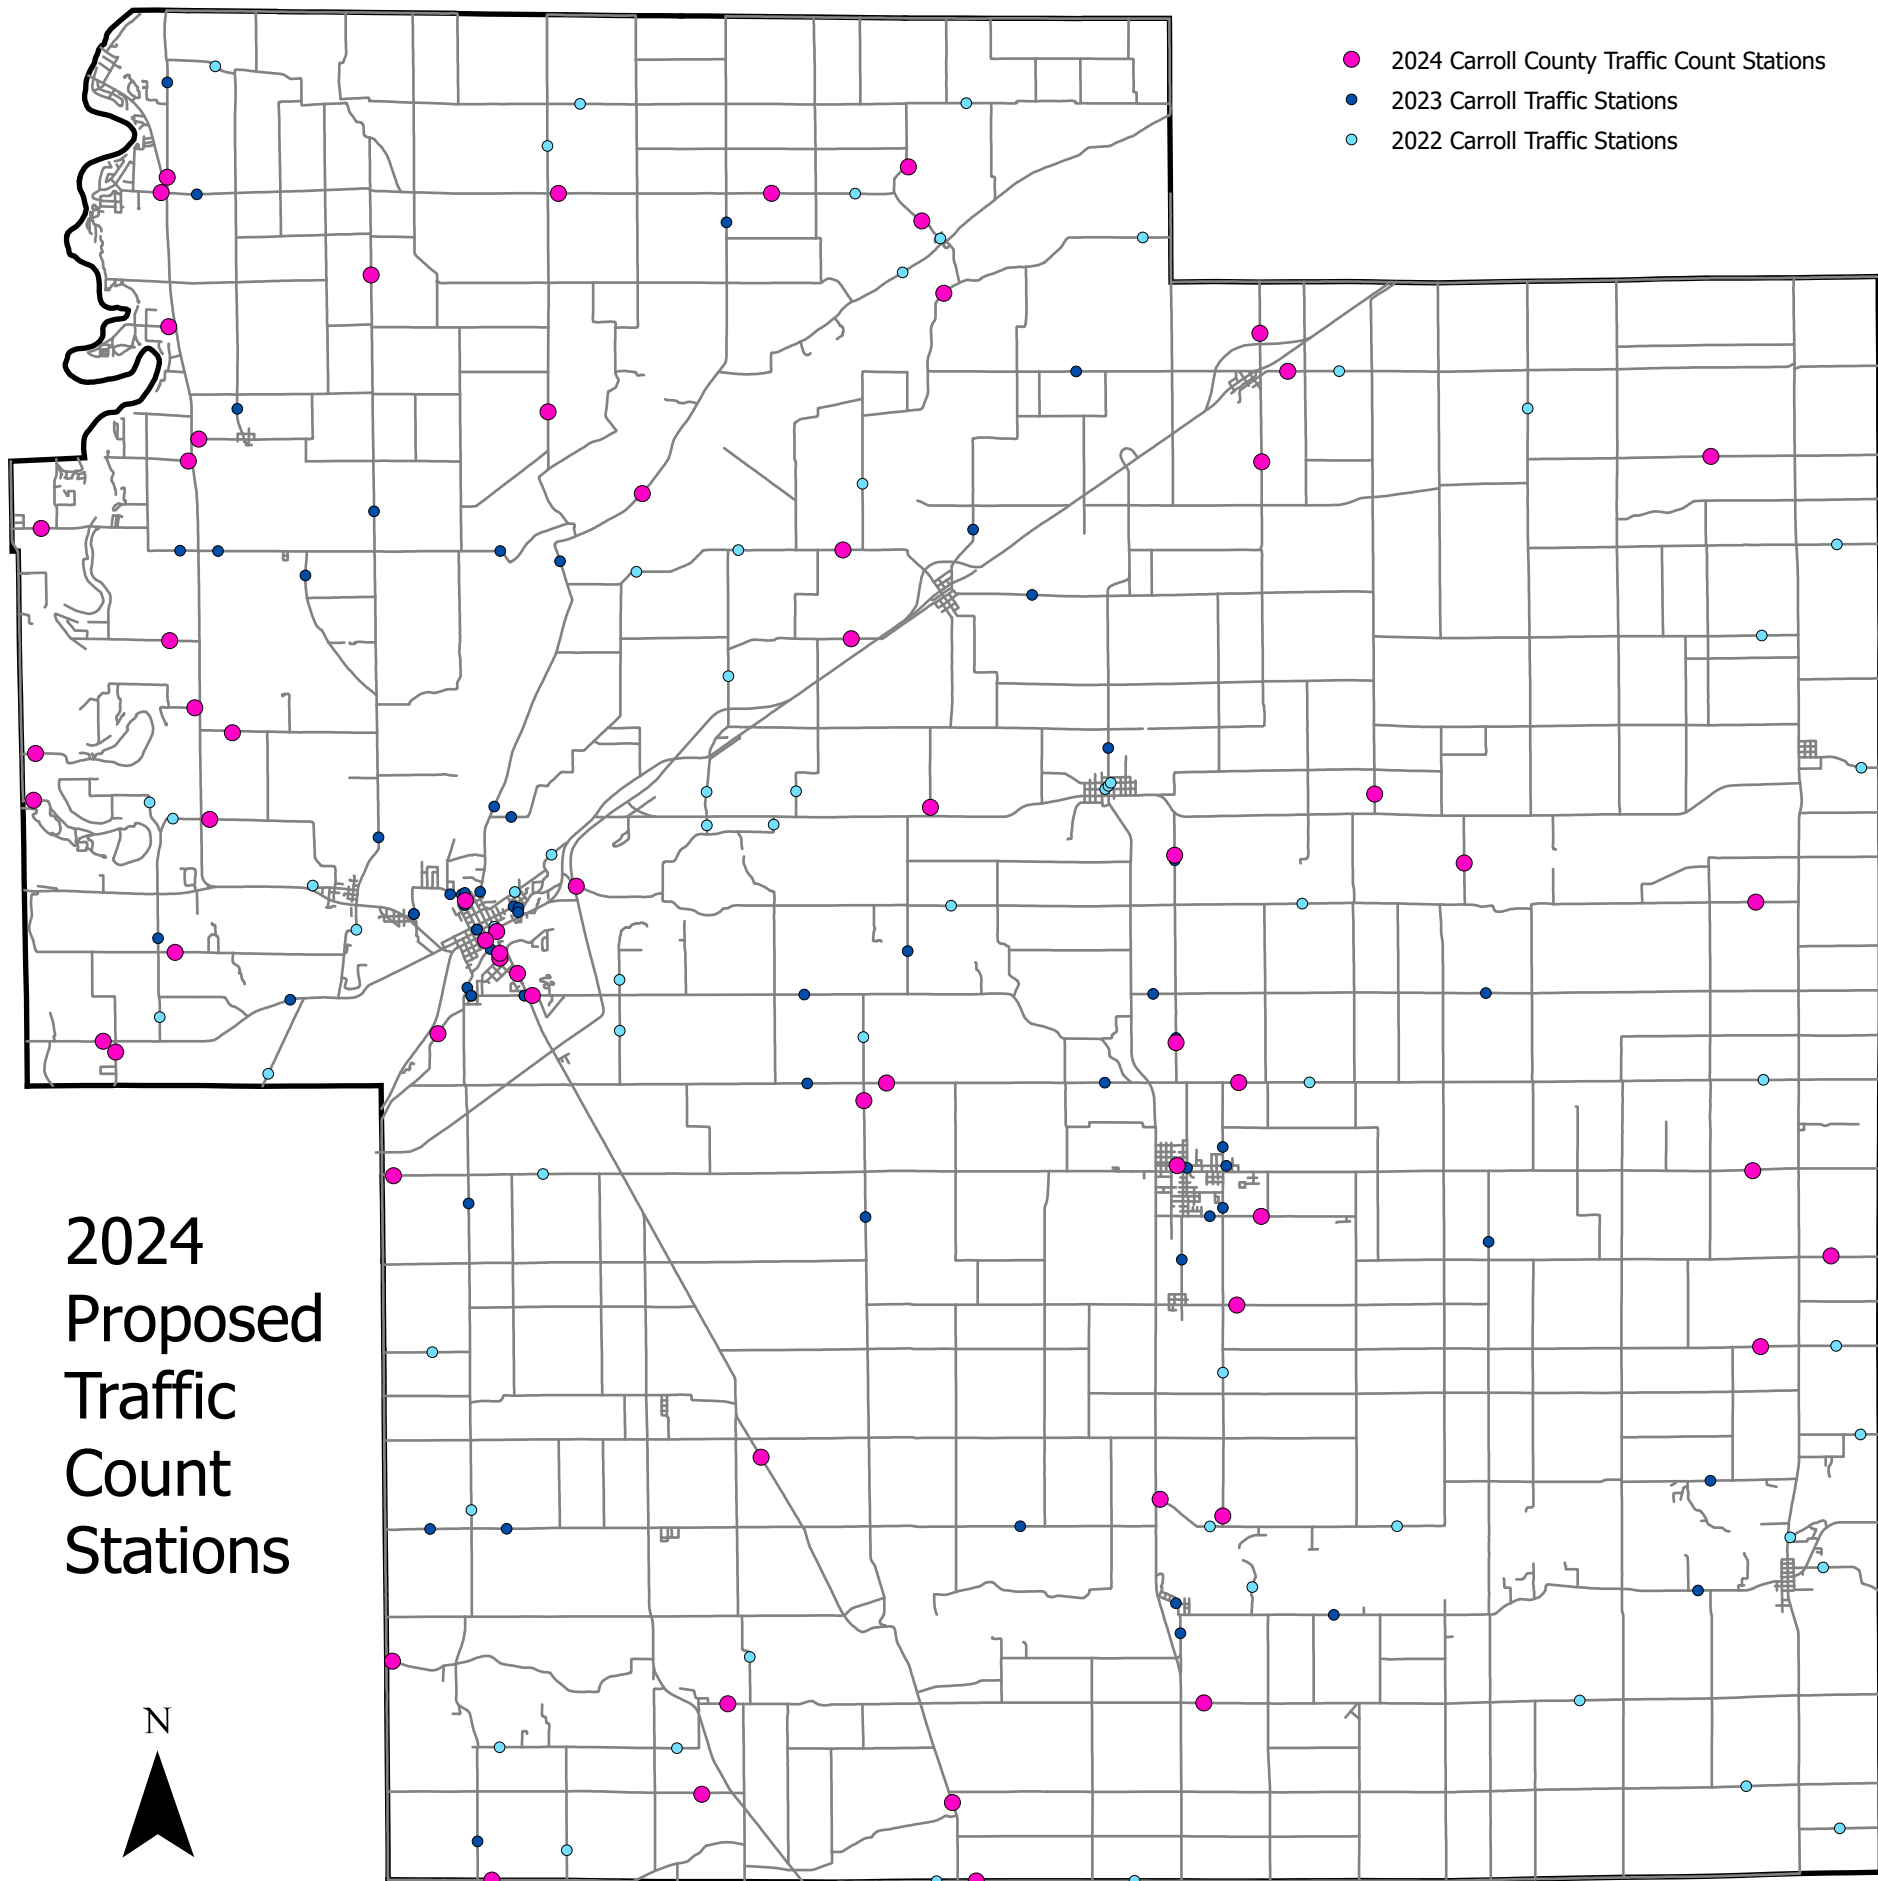 2024 Carroll County Traffic Count Stations
2023 Carroll Traffic Stations
2022 Carroll Traffic Stations
2024
Proposed
Traffic
Count
Stations
N